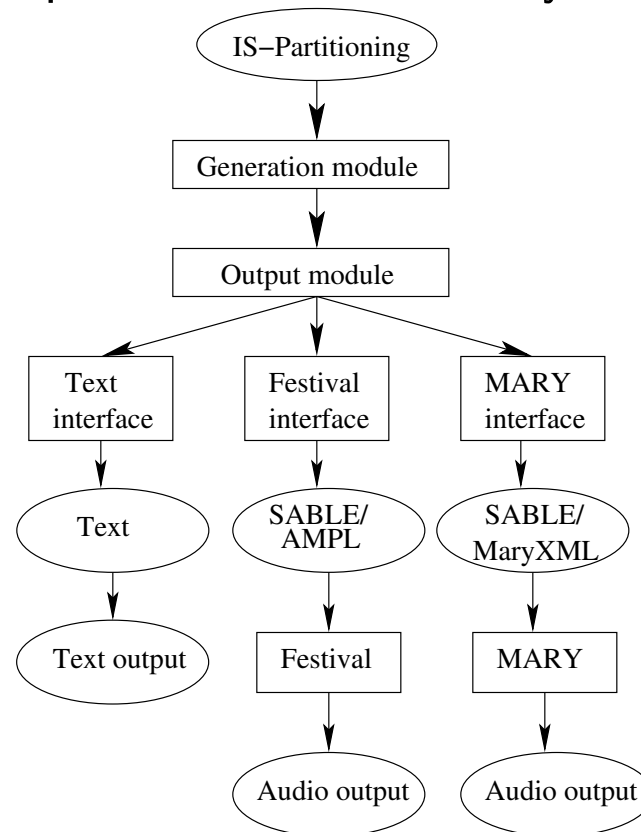 IS−Partitioning
Generation module
Output module
Text
interface
Festival
interface
MARY
interface
Text
SABLE/
AMPL
SABLE/
MaryXML
Text output
Festival
MARY
Audio output
Audio output